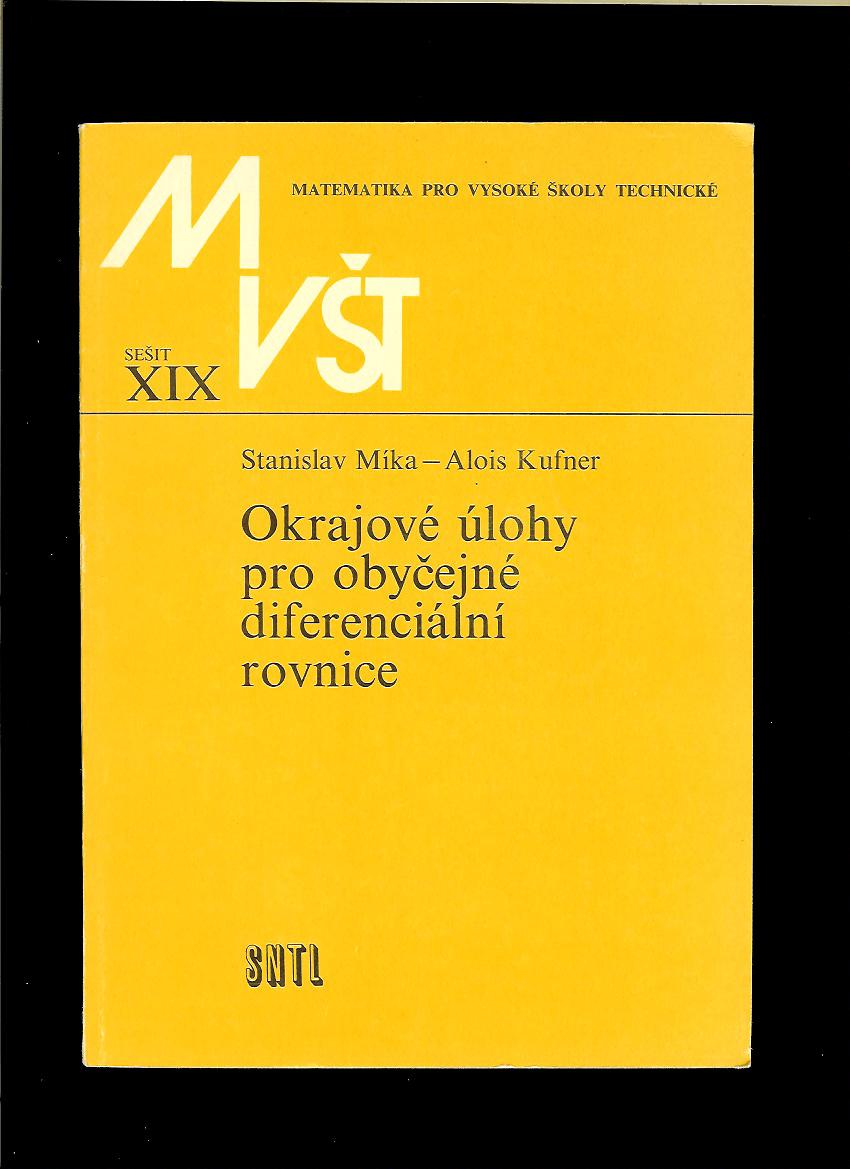 MATEMATIKA PRO VYSOKÉ ŠKOLY TECHNICKÉ
M
VŠT
SEŠIT
XIX
Stanislav Míka – Alois Kufner
Okrajové úlohy
pro obyčejné
diferenciální
rovnice
SNTL